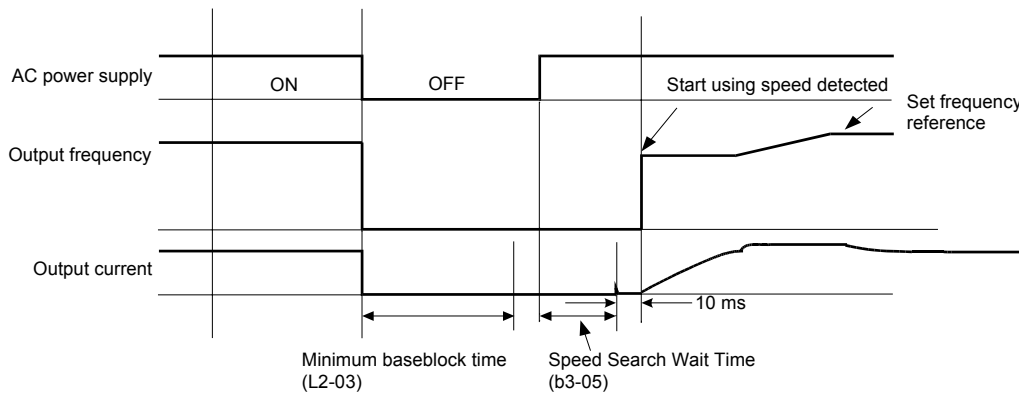 AC power supply
ON
OFF
Start using speed detected
Set frequency
reference
Output frequency
Output current
10 ms
Minimum baseblock time
(L2-03)
Speed Search Wait Time
(b3-05)